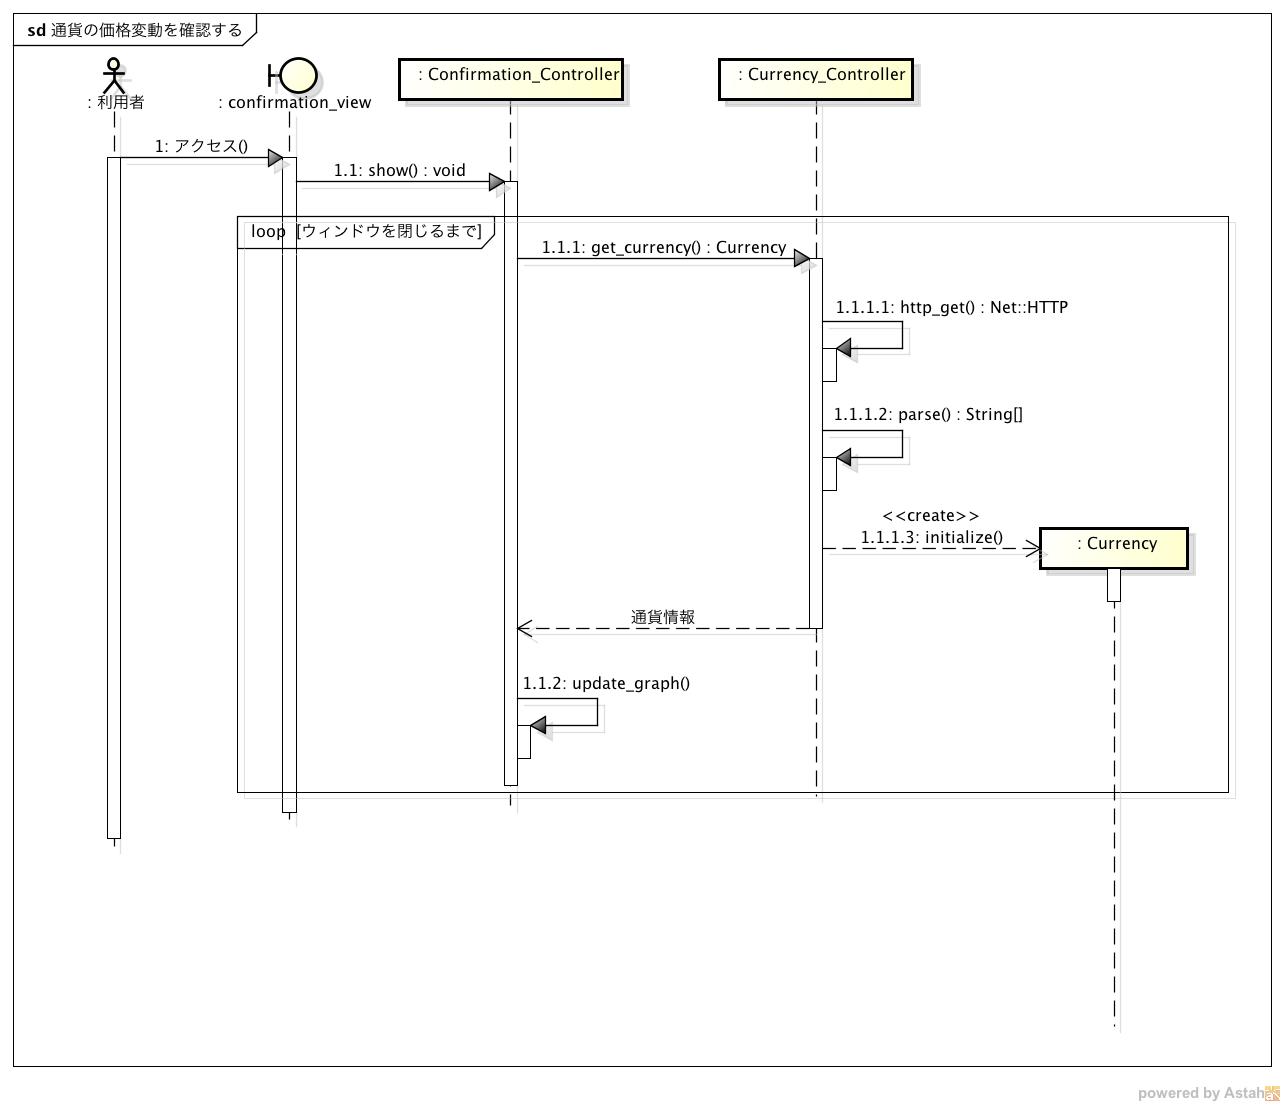 sd 通貨の価格変動を確認する
: 利用者
: confirmation_view
: Confirmation_Controller
: Currency_Controller
1: アクセス()
1.1: show() : void
loop [ウィンドウを閉じるまで]
1.1.1: get_currency() : Currency
1.1.1.1: http_get() : Net::HTTP
1.1.1.2: parse() : String[]
<<create>>
1.1.1.3: initialize()
: Currency
通貨情報
1.1.2: update_graph()
powered by Astah